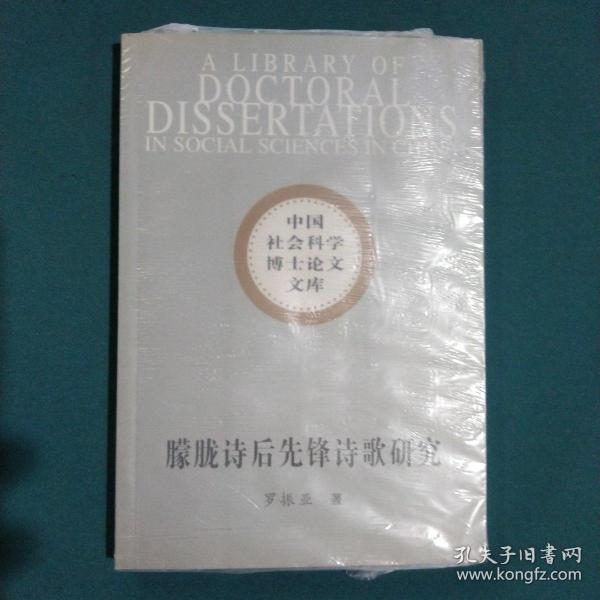 A LIBRARY OF
DOCTORAL
DISSERTATIONS
IN SOCIAL SCIENCES IN CHINA
中国
社会科学
博士论文
文库
朦胧诗后先锋诗歌研究
罗振亚 著
孔夫子旧书网
www.kongfz.com